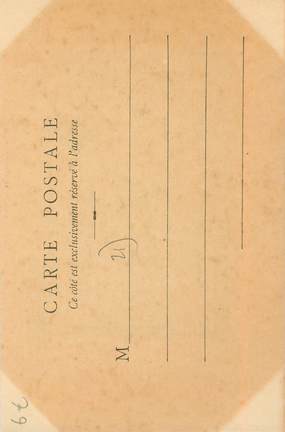 CARTE POSTALE
Ce côté est exclusivement réservé à l'adresse
M